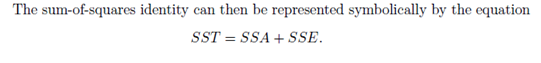 The sum-of-squares identity can then be represented symbolically by the equation
SST = SSA + SSE.